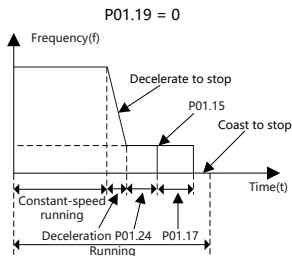 P01.19 = 0
Frequency(f)
Decelerate to stop
P01.15
Coast to stop
Time(t)
Constant-speed
running
Deceleration P01.24 P01.17
Running